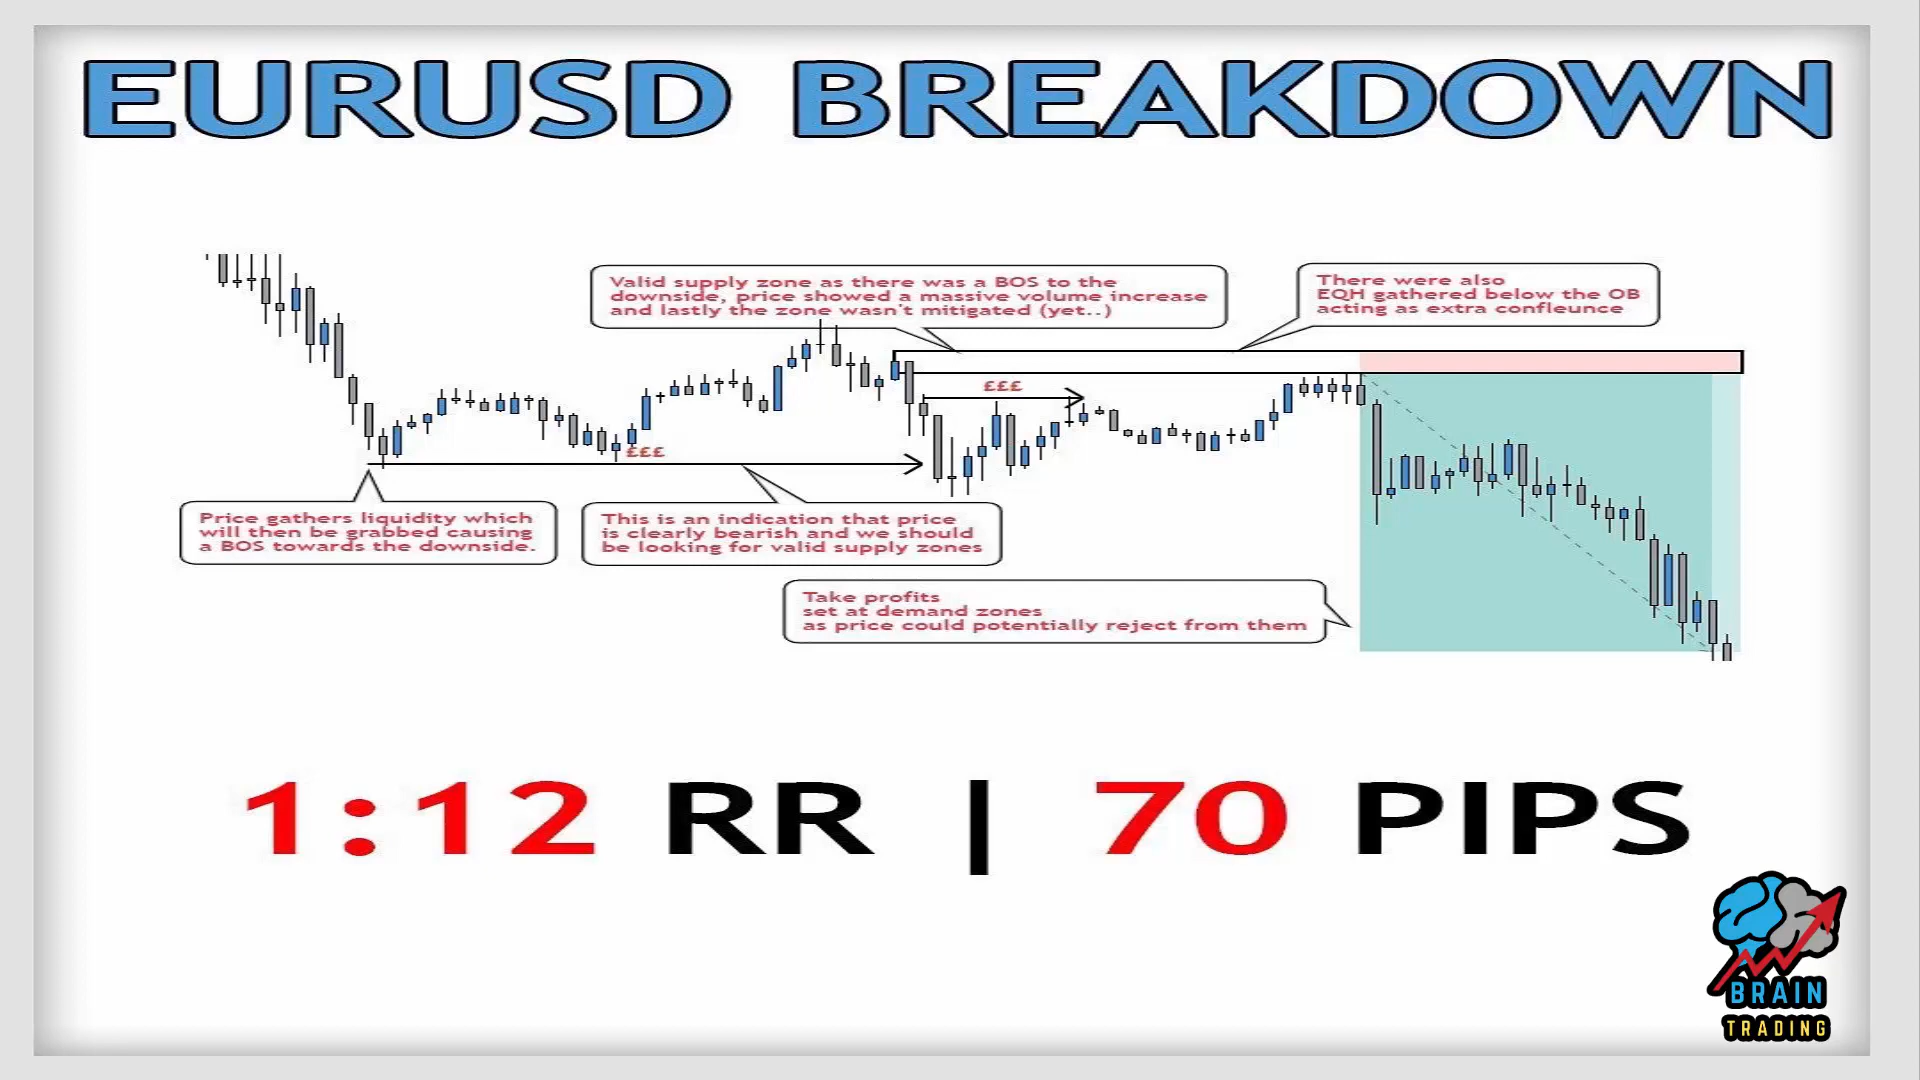 EURUSD BREAKDOWN
Valid supply zone as there was a BOS to the
downside, price showed a massive volume increase
and lastly the zone wasn't mitigated (yet..)
There were also
EQH gathered below the OB
acting as extra confleunce
£££
£££
Price gathers liquidity which
will then be grabbed causing
a BOS towards the downside.
This is an indication that price
is clearly bearish and we should
be looking for valid supply zones
Take profits
set at demand zones
as price could potentially reject from them
1:12 RR | 70 PIPS
BRAIN
TRADING